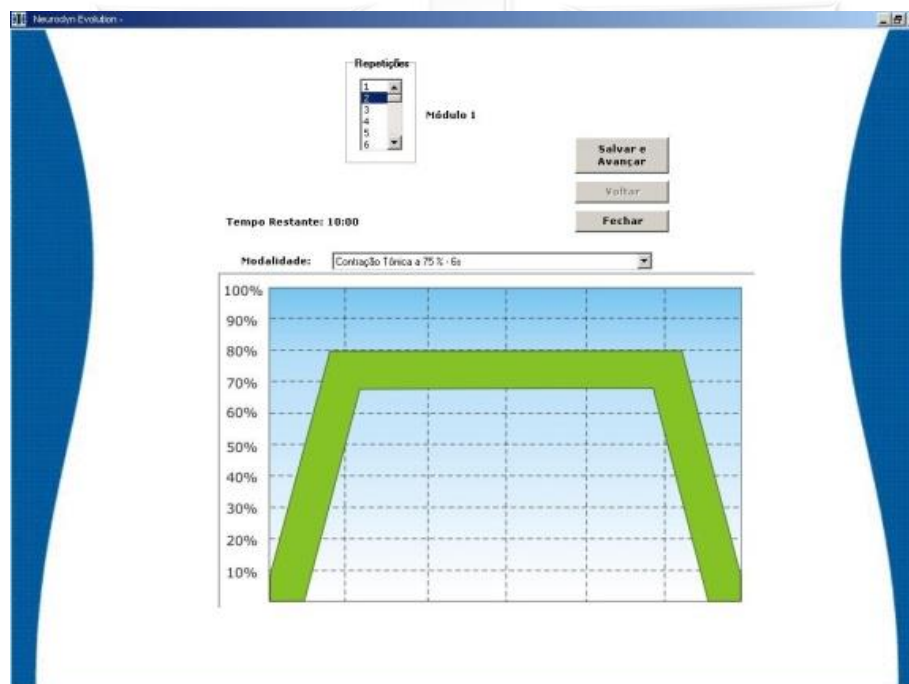 Neurodyn Evolution -
Repetições
1
2
3
4
5
6
Módulo 1
Salvar e
Avançar
Voltar
Fechar
Tempo Restante: 10:00
Modalidade:
Contração Tônica a 75 % - 6s
100%
90%
80%
70%
60%
50%
40%
30%
20%
10%